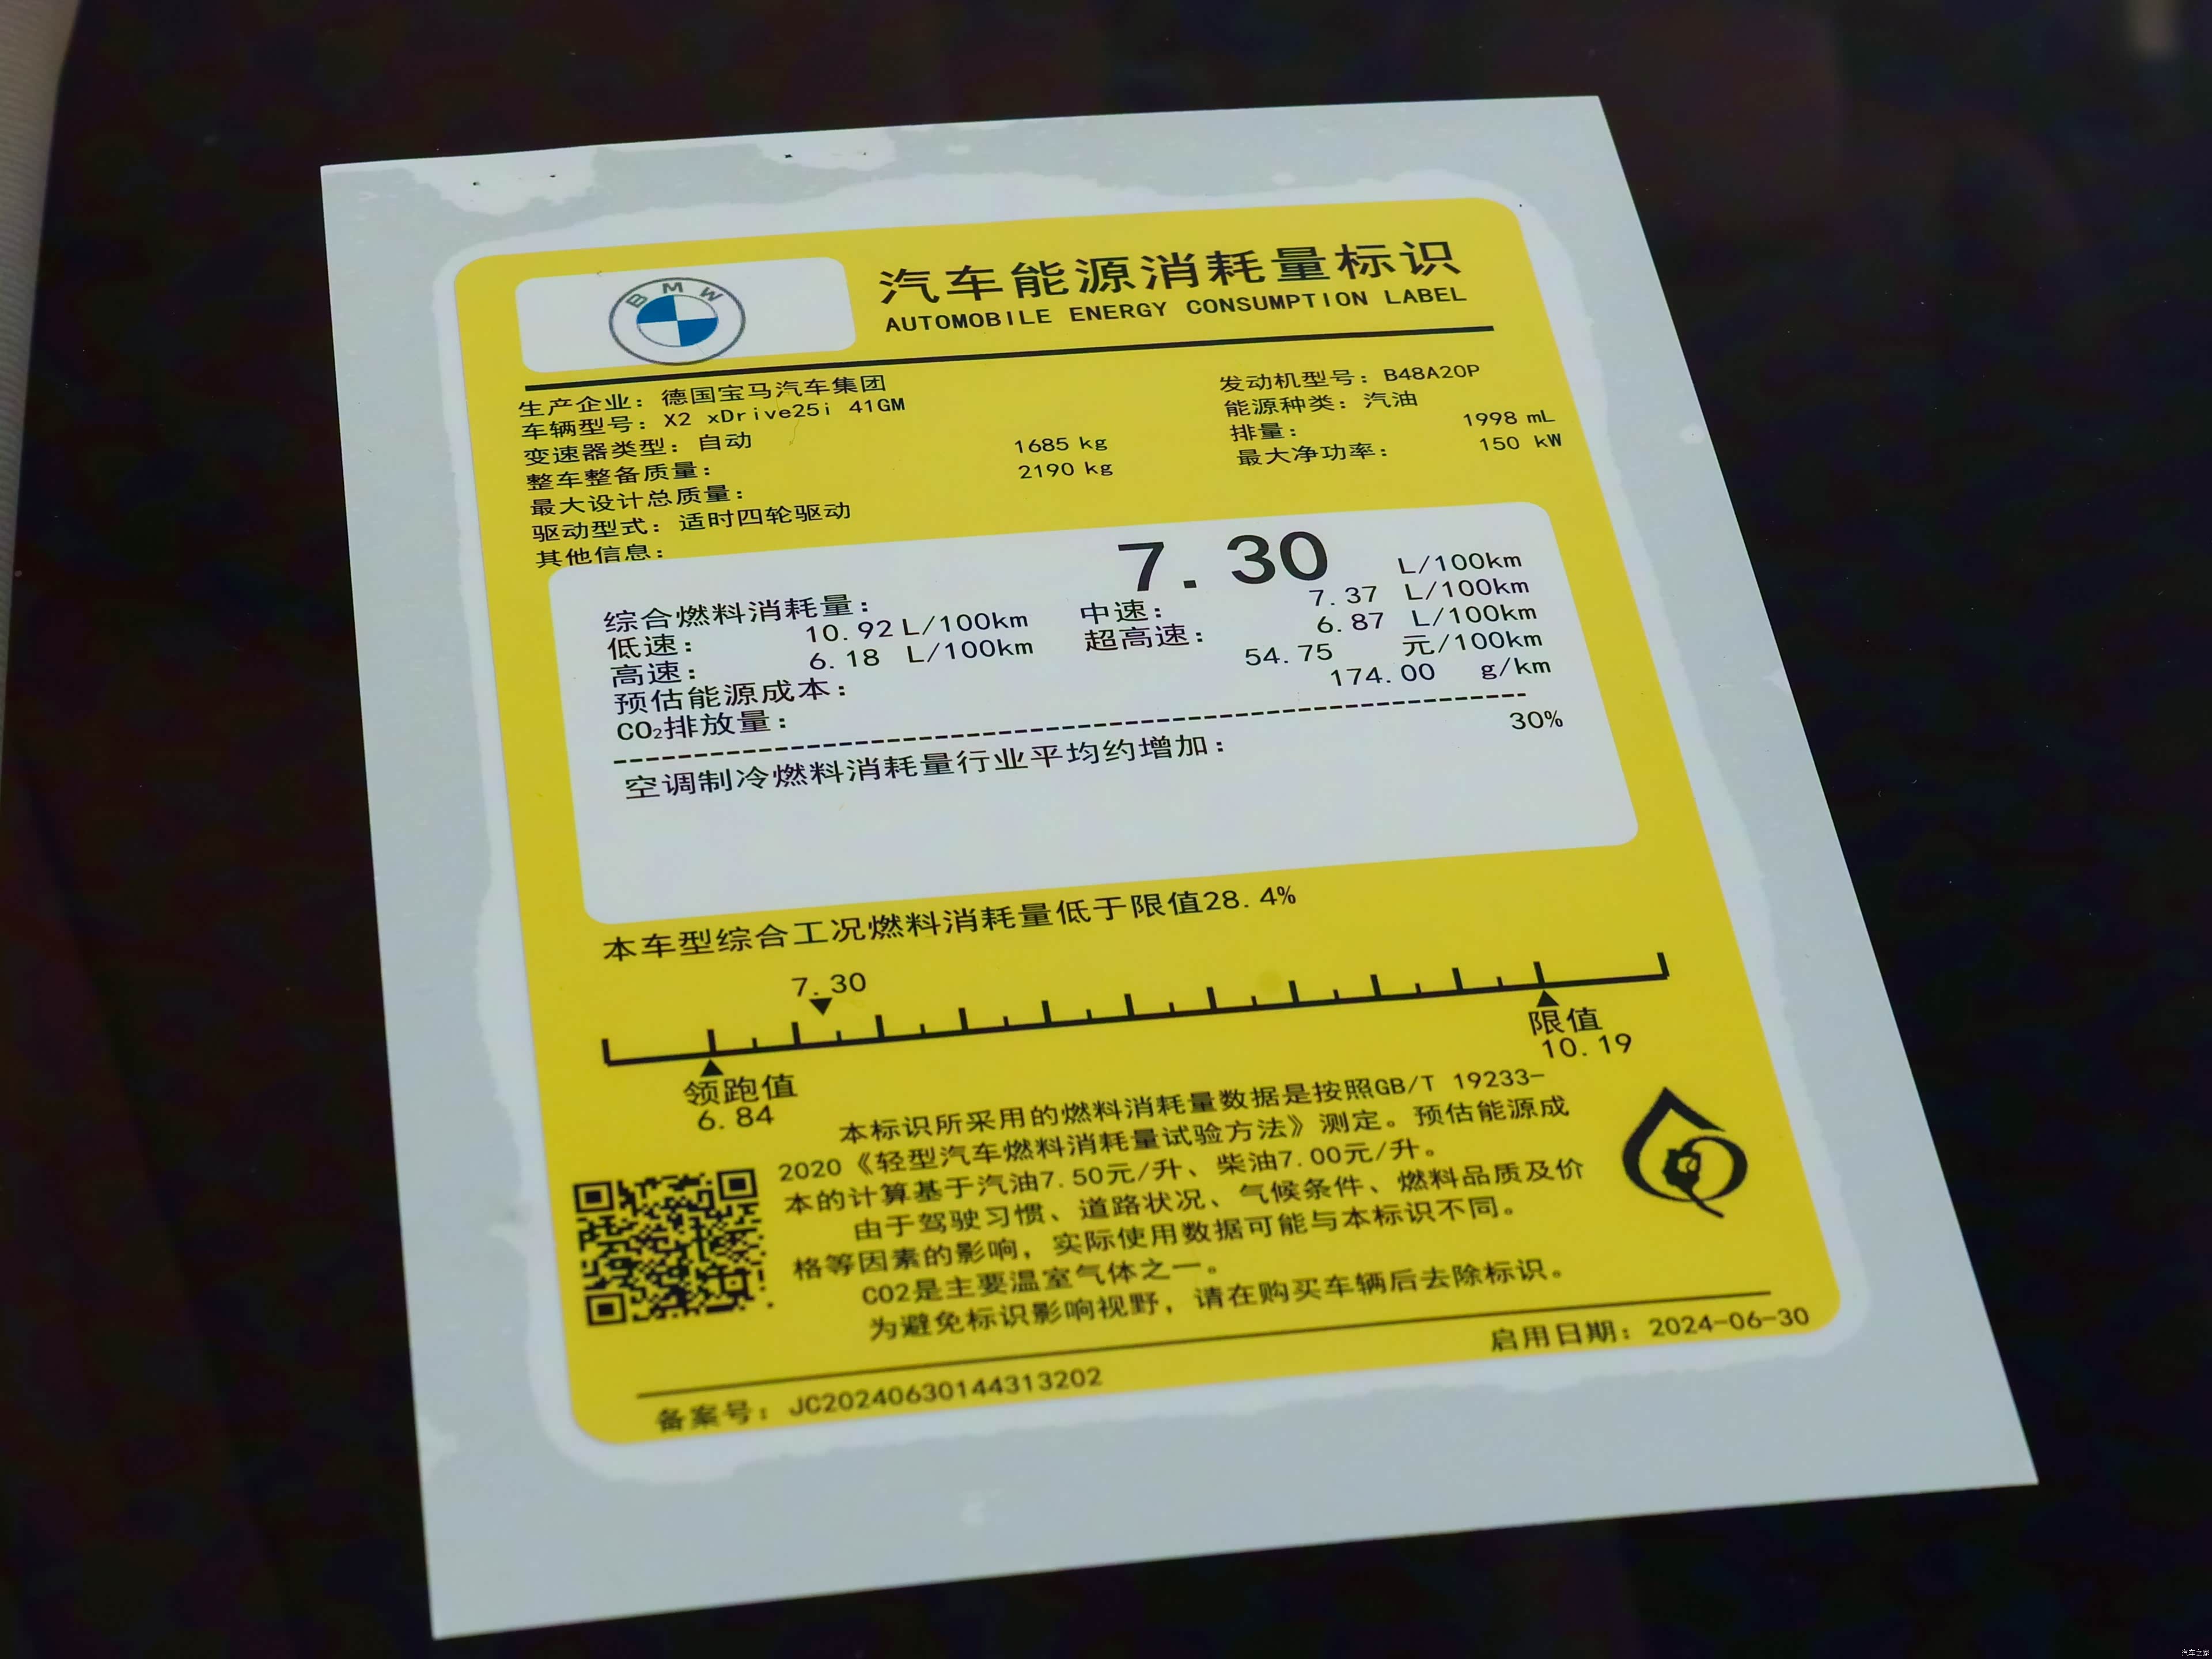 BMW
汽车能源消耗量标识
AUTOMOBILE ENERGY CONSUMPTION LABEL
生产企业：德国宝马汽车集团
车辆型号：X2 xDrive25i 41GM
变速器类型：自动
整车整备质量： 1685 kg
最大设计总质量： 2190 kg
驱动型式：适时四轮驱动
其他信息：
发动机型号：B48A20P
能源种类：汽油
排量： 1998 mL
最大净功率： 150 kW
综合燃料消耗量： 7.30 L/100km
低速： 10.92 L/100km 中速： 7.37 L/100km
高速： 6.18 L/100km 超高速： 6.87 L/100km
预估能源成本： 54.75 元/100km
CO₂排放量： 174.00 g/km
空调制冷燃料消耗量行业平均约增加： 30%
本车型综合工况燃料消耗量低于限值28.4%
7.30
领跑值
6.84
限值
10.19
本标识所采用的燃料消耗量数据是按照GB/T 19233-
2020《轻型汽车燃料消耗量试验方法》测定。预估能源成
本的计算基于汽油7.50元/升、柴油7.00元/升。
由于驾驶习惯、道路状况、气候条件、燃料品质及价
格等因素的影响，实际使用数据可能与本标识不同。
CO2是主要温室气体之一。
为避免标识影响视野，请在购买车辆后去除标识。
备案号：JC20240630144313202
启用日期：2024-06-30
汽车之家